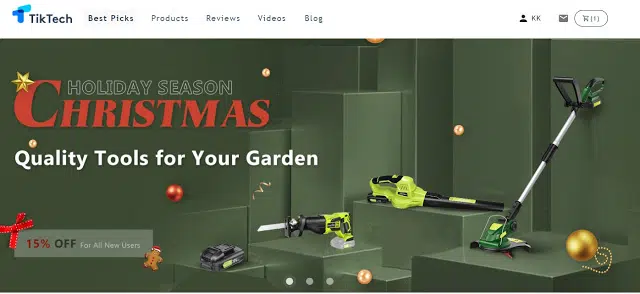 TikTech
Best Picks
Products
Reviews
Videos
Blog
KK
(1)
HOLIDAY SEASON
CHRISTMAS
Quality Tools for Your Garden
15% OFF For All New Users